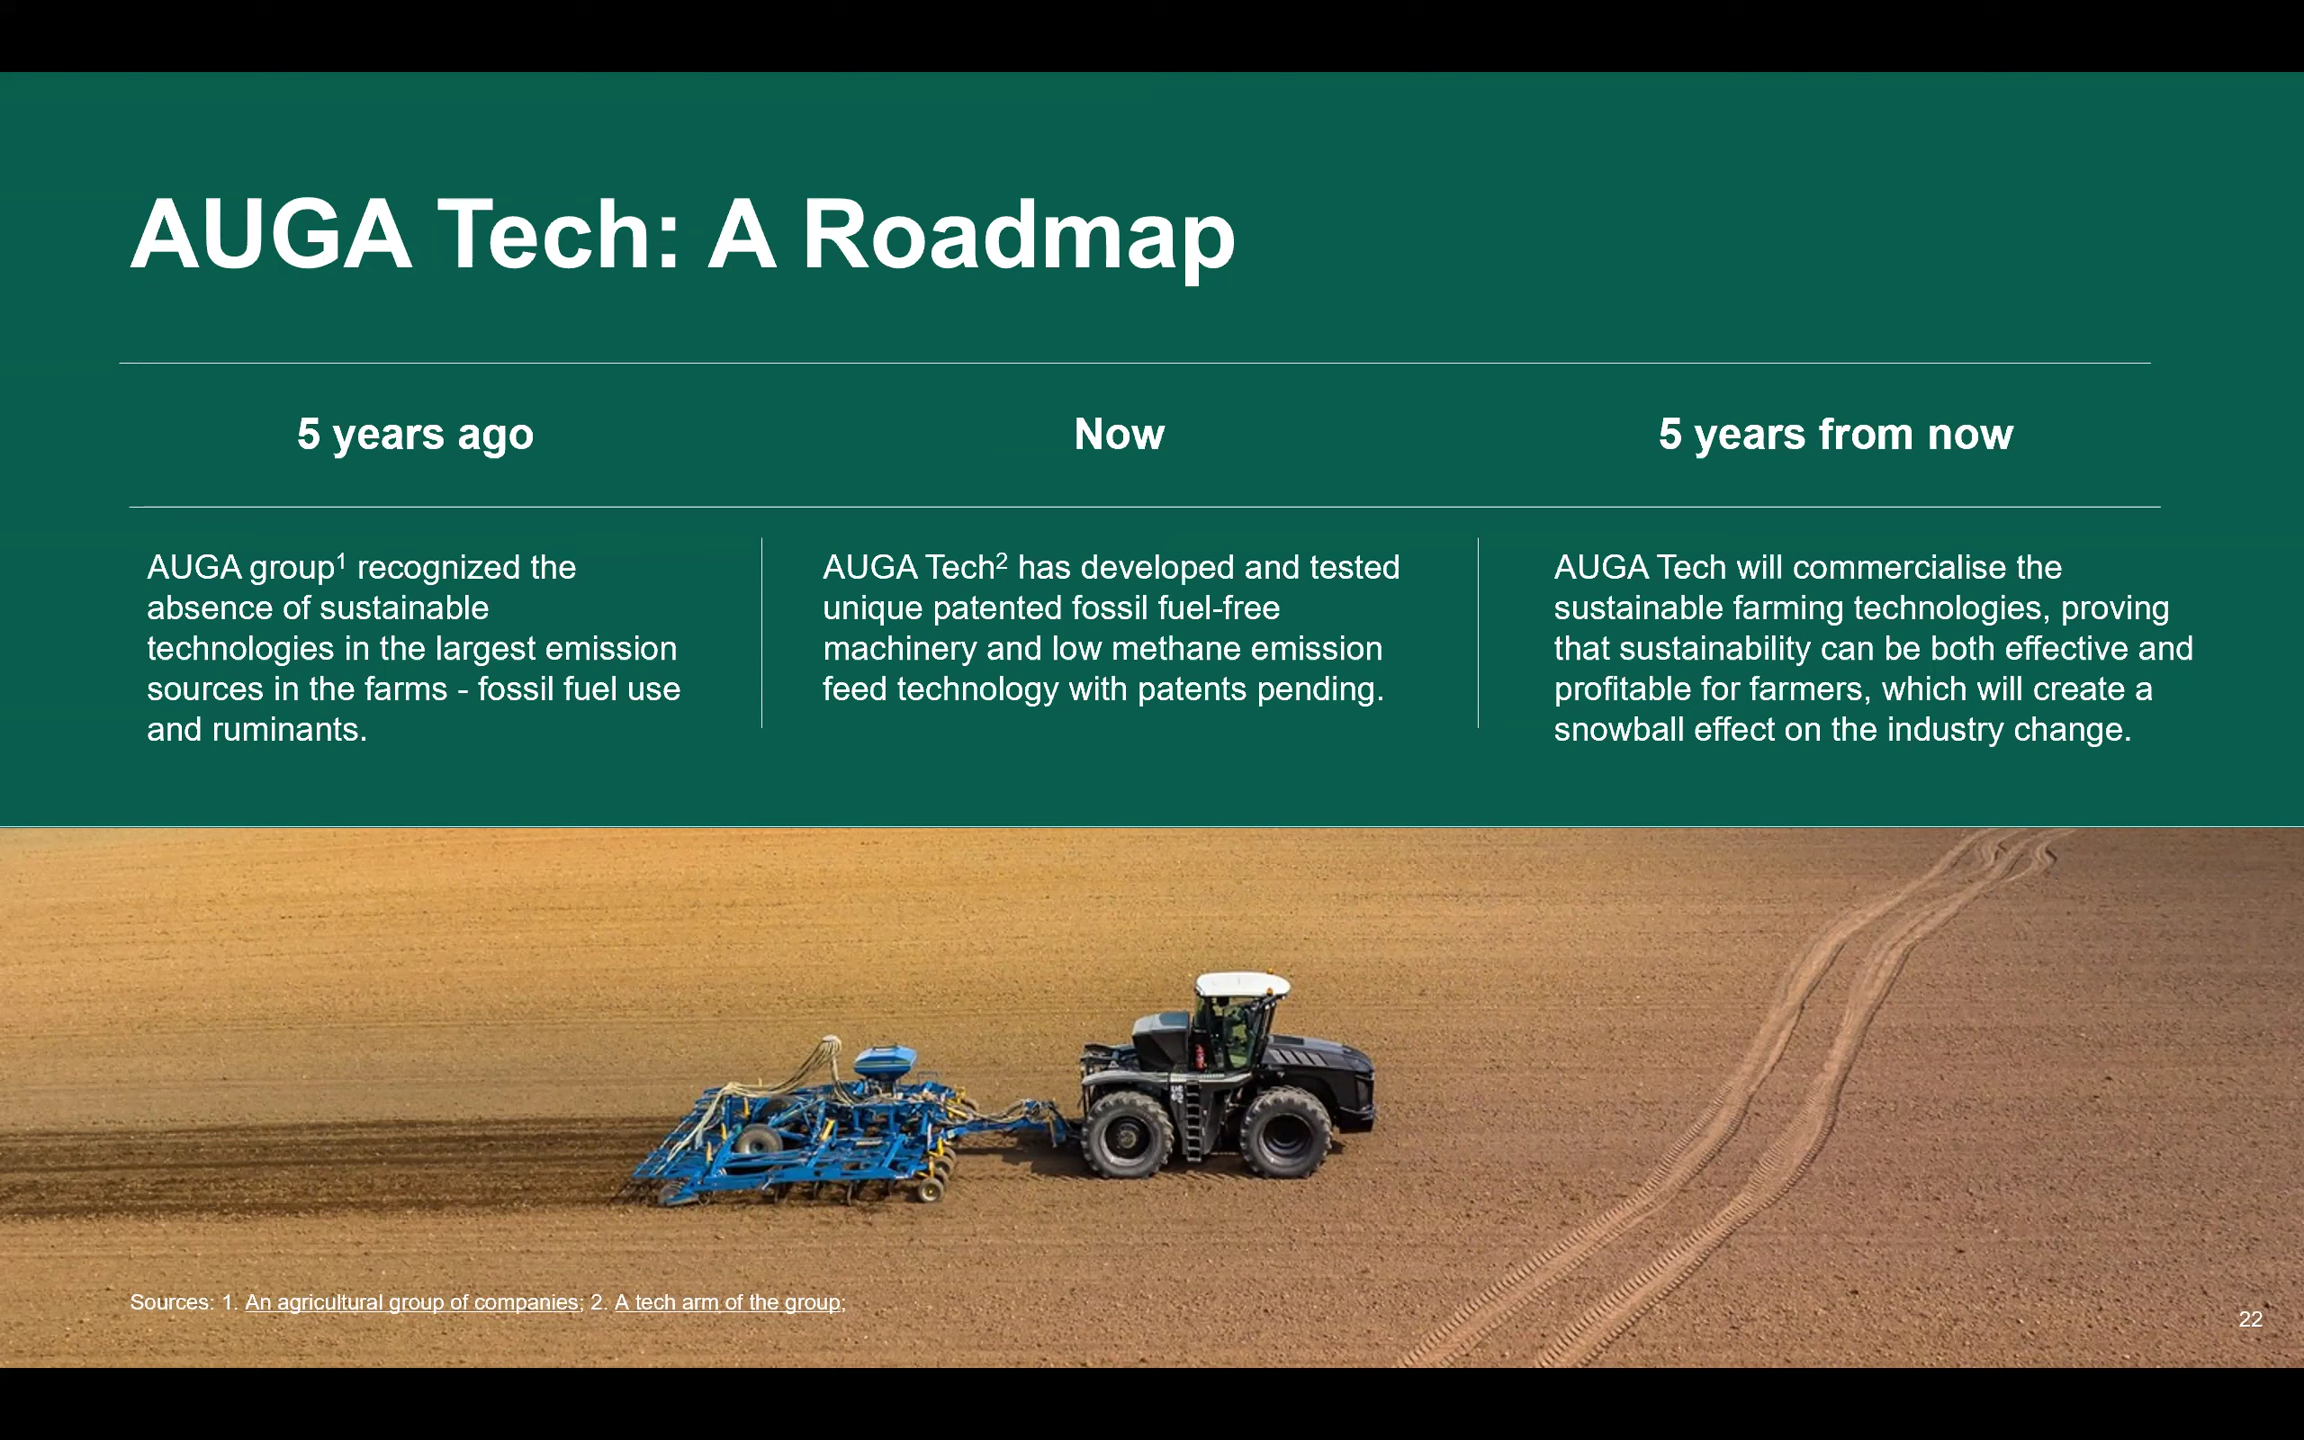 AUGA Tech: A Roadmap
5 years ago
Now
5 years from now
AUGA group¹ recognized the
absence of sustainable
technologies in the largest emission
sources in the farms - fossil fuel use
and ruminants.
AUGA Tech² has developed and tested
unique patented fossil fuel-free
machinery and low methane emission
feed technology with patents pending.
AUGA Tech will commercialise the
sustainable farming technologies, proving
that sustainability can be both effective and
profitable for farmers, which will create a
snowball effect on the industry change.
Sources: 1. An agricultural group of companies; 2. A tech arm of the group;
22